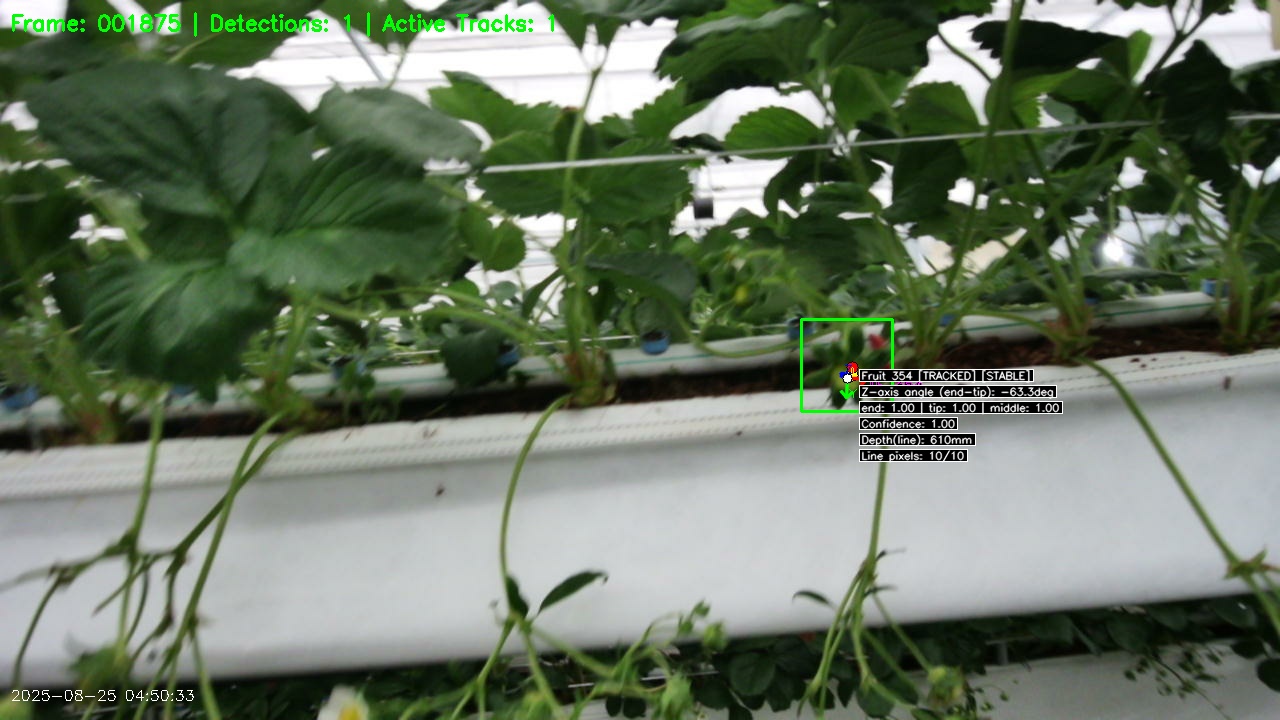 Frame: 001875 | Detections: 1 | Active Tracks: 1
Fruit 354 [TRACKED] [STABLE]
Z-axis angle (end-tip): -63.3deg
end: 1.00 | tip: 1.00 | middle: 1.00
Confidence: 1.00
Depth(line): 610mm
Line pixels: 10/10
2025-08-25 04:50:33